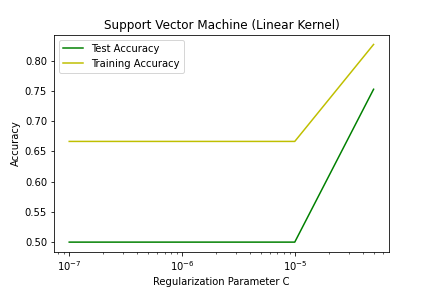 Support Vector Machine (Linear Kernel)
Test Accuracy
Training Accuracy
Accuracy
0.80
0.75
0.70
0.65
0.60
0.55
0.50
10⁻⁷
10⁻⁶
10⁻⁵
Regularization Parameter C